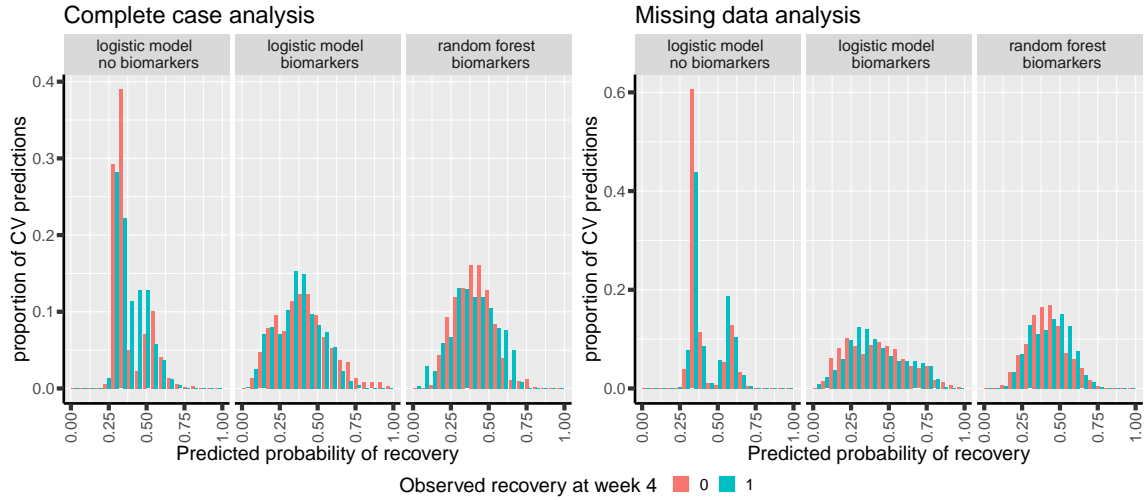 Complete case analysis
logistic model
no biomarkers
logistic model
biomarkers
random forest
biomarkers
proportion of CV predictions
0.4
0.3
0.2
0.1
0.0
0.00
0.25
0.50
0.75
1.00
0.00
0.25
0.50
0.75
1.00
0.00
0.25
0.50
0.75
1.00
Predicted probability of recovery
Missing data analysis
logistic model
no biomarkers
logistic model
biomarkers
random forest
biomarkers
proportion of CV predictions
0.6
0.4
0.2
0.0
0.00
0.25
0.50
0.75
1.00
0.00
0.25
0.50
0.75
1.00
0.00
0.25
0.50
0.75
1.00
Predicted probability of recovery
Observed recovery at week 4 0 1